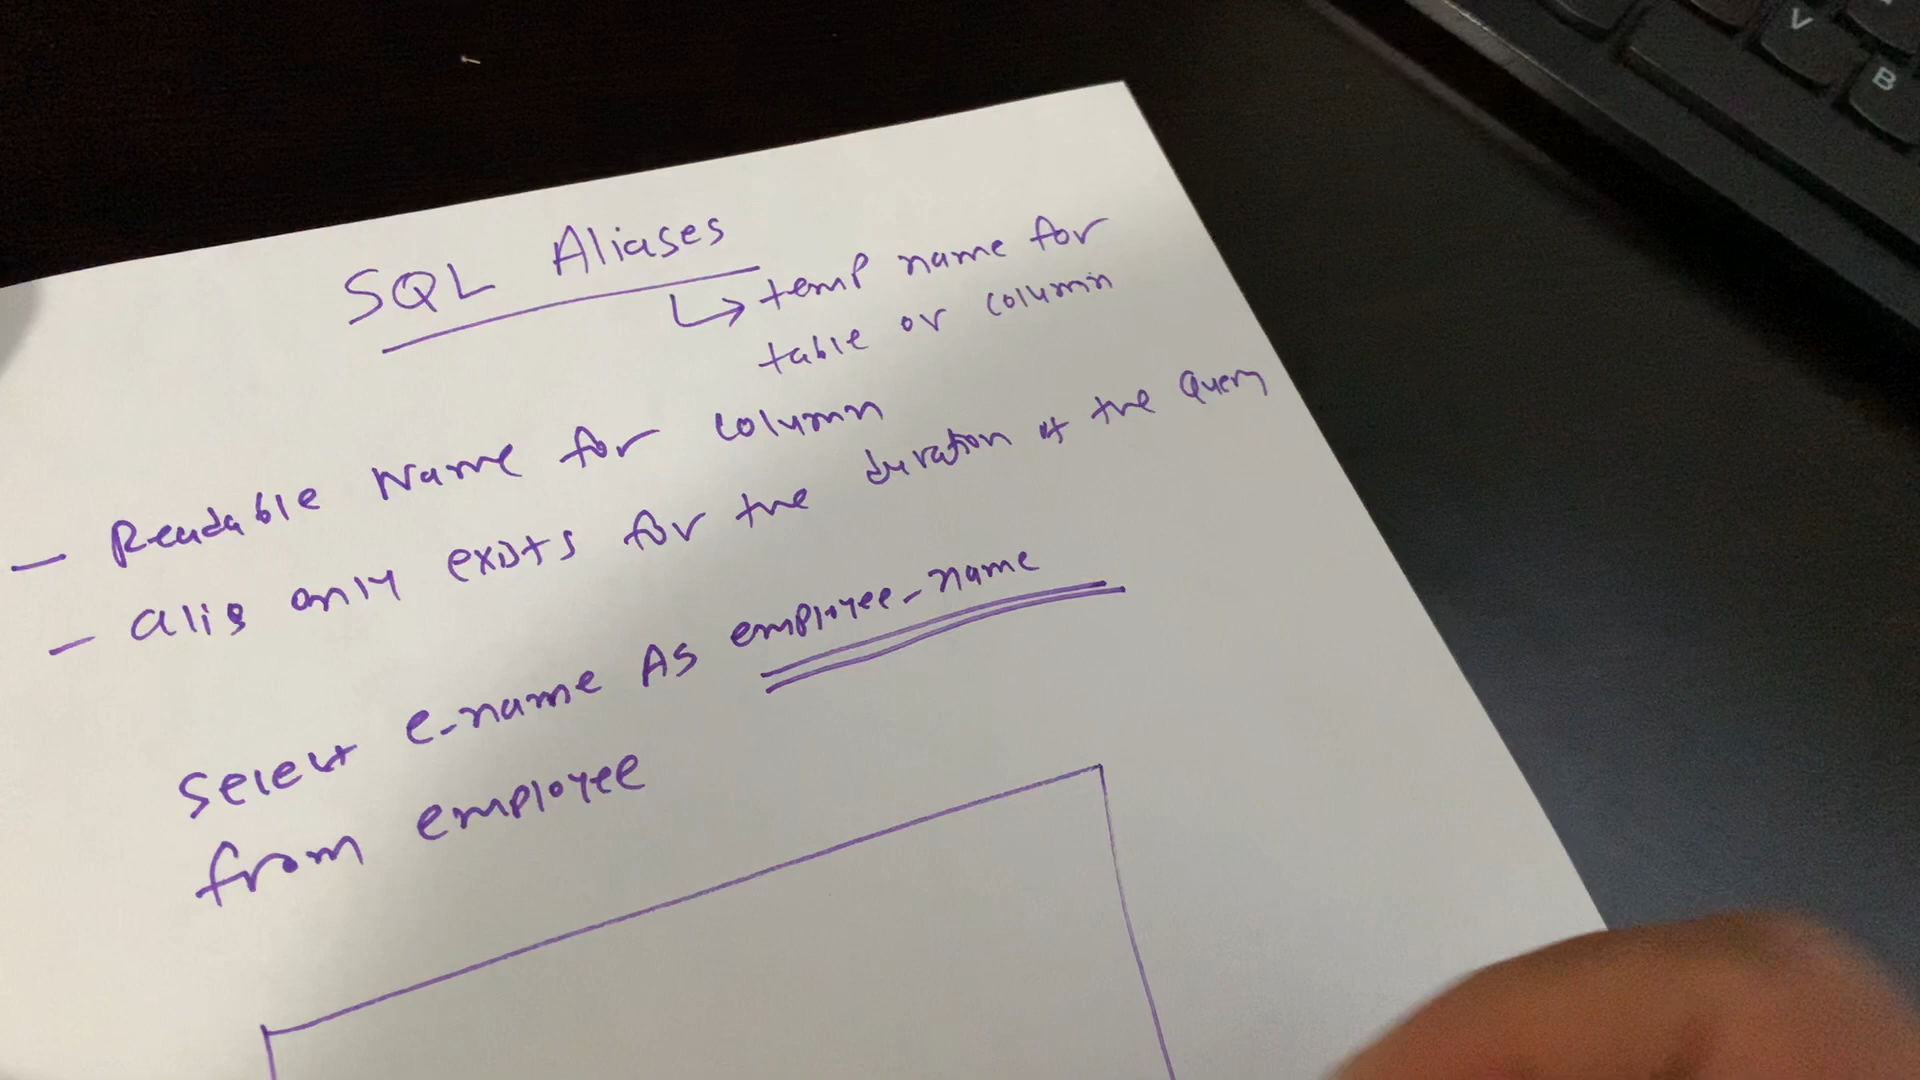 SQL Aliases
temp name for
table or column
- Readable Name for column
- alis only exists for the duration of the Query
Select e-name As employee-name
from employee
V
B